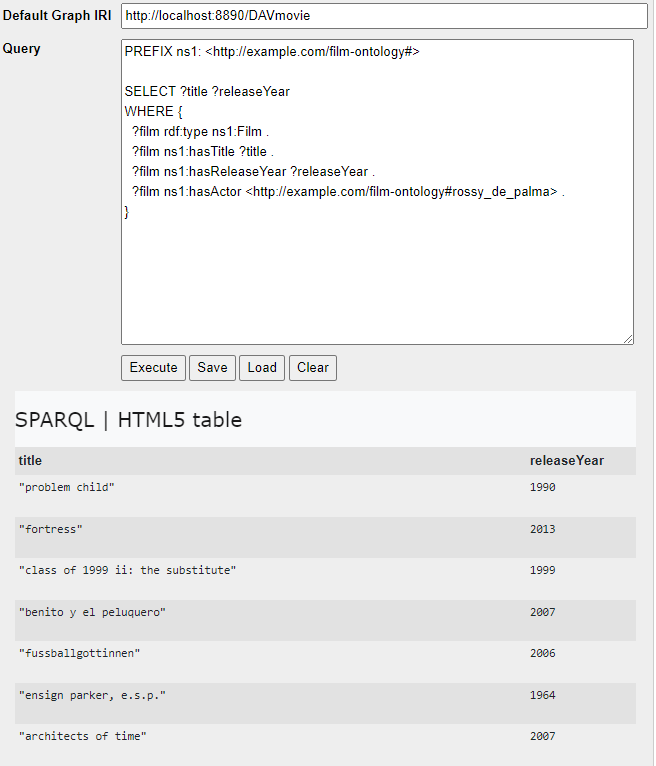 Default Graph IRI http://localhost:8890/DAVmovie
Query
PREFIX ns1: <http://example.com/film-ontology#>
SELECT ?title ?releaseYear
WHERE {
?film rdf:type ns1:Film .
?film ns1:hasTitle ?title .
?film ns1:hasReleaseYear ?releaseYear .
?film ns1:hasActor <http://example.com/film-ontology#rossy_de_palma> .
}
Execute Save Load Clear
SPARQL | HTML5 table
title releaseYear
"problem child" 1990
"fortress" 2013
"class of 1999 ii: the substitute" 1999
"benito y el peluquero" 2007
"fussballgottinnen" 2006
"ensign parker, e.s.p." 1964
"architects of time" 2007